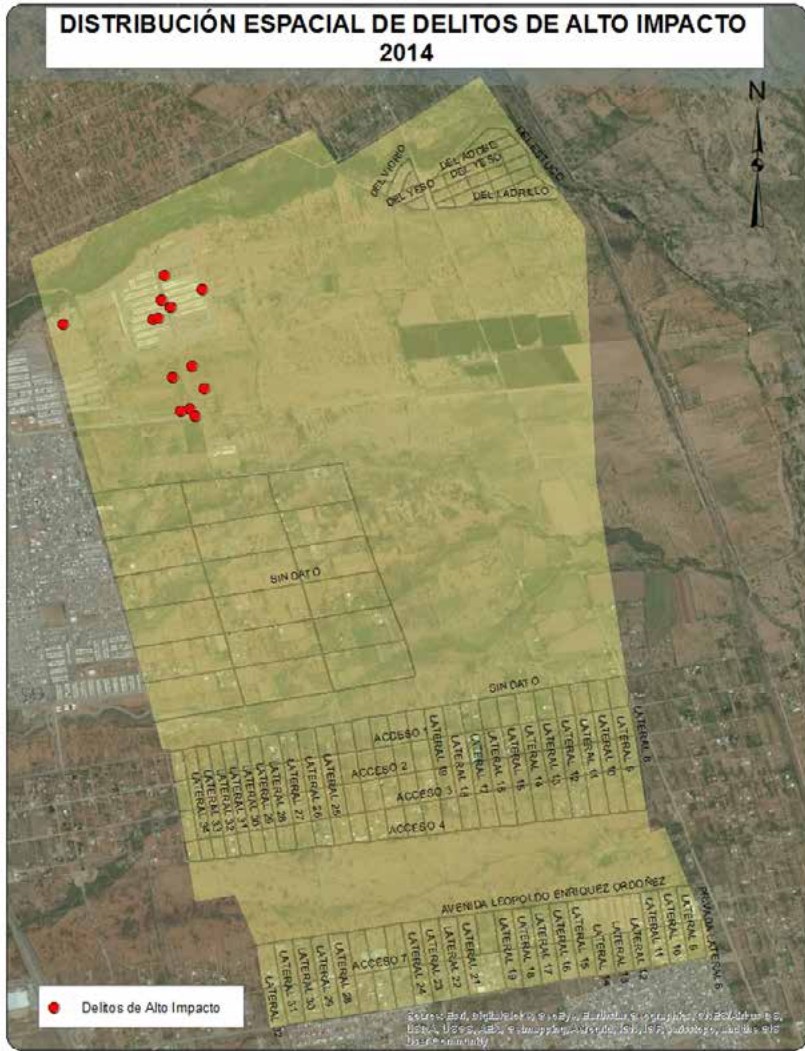 DISTRIBUCIÓN ESPACIAL DE DELITOS DE ALTO IMPACTO
2014
N
DEL VIDRIO
DEL YESO
DEL ADOBE
DEL YESO
DEL ESTUCO
DEL LADRILLO
SIN DATO
SIN DATO
ACCESO 1
ACCESO 2
ACCESO 3
ACCESO 4
LATERAL 34
LATERAL 33
LATERAL 32
LATERAL 31
LATERAL 30
LATERAL 29
LATERAL 28
LATERAL 27
LATERAL 26
LATERAL 25
LATERAL 19
LATERAL 18
LATERAL 17
LATERAL 16
LATERAL 15
LATERAL 14
LATERAL 13
LATERAL 12
LATERAL 11
LATERAL 10
LATERAL 9
LATERAL 8
AVENIDA LEOPOLDO ENRIQUEZ ORDOÑEZ
LATERAL 32
LATERAL 31
LATERAL 30
LATERAL 29
LATERAL 28
ACCESO 7
LATERAL 24
LATERAL 23
LATERAL 22
LATERAL 21
LATERAL 19
LATERAL 18
LATERAL 17
LATERAL 16
LATERAL 15
LATERAL 14
LATERAL 13
LATERAL 12
LATERAL 11
LATERAL 10
PRIVADA LATERAL
Delitos de Alto Impacto
User Community